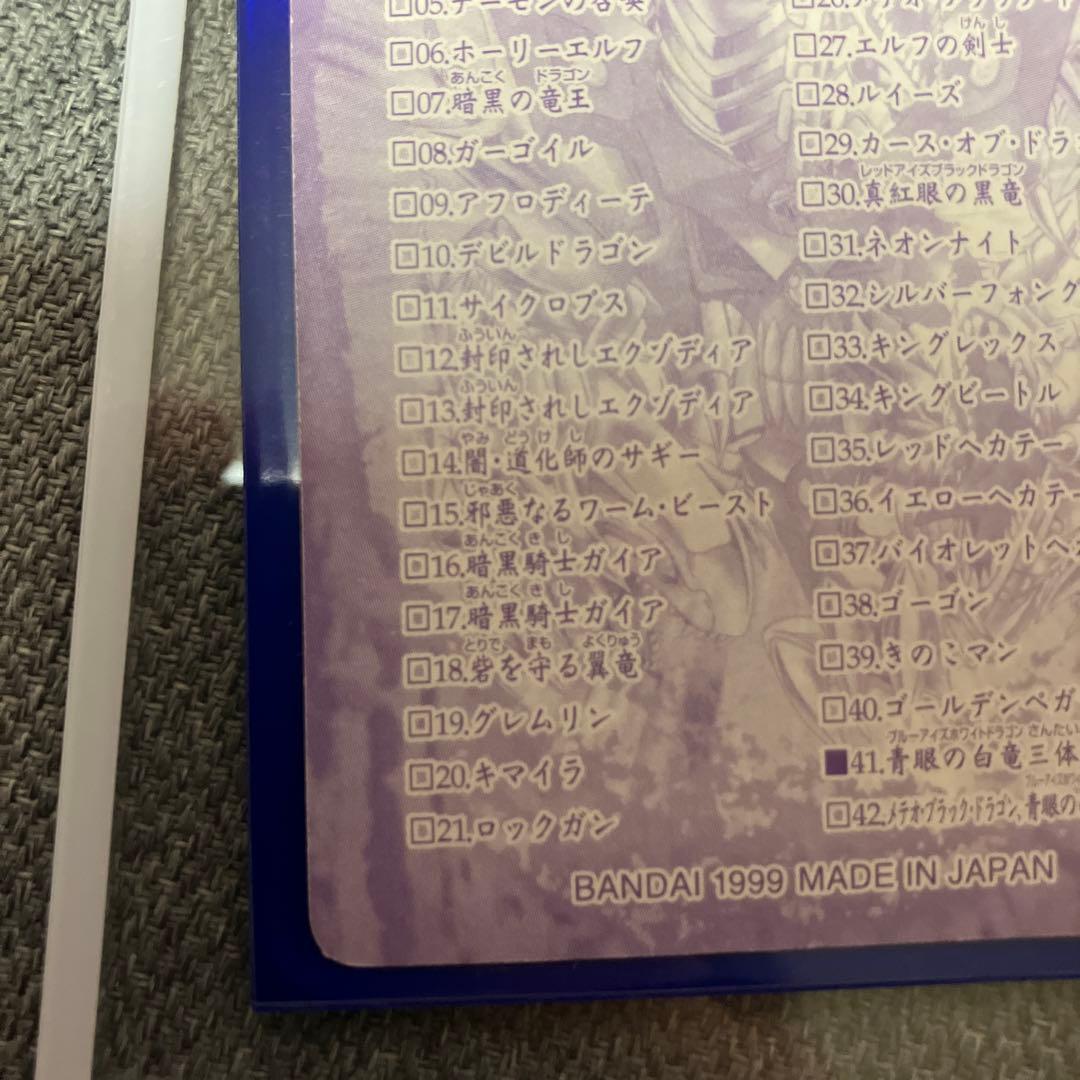 05.デーモンの召喚
06.ホーリーエルフ
あんこく ドラゴン
07.暗黒の竜王
08.ガーゴイル
09.アフロディーテ
10.デビルドラゴン
11.サイクロプス
ふういん
12.封印されしエクゾディア
ふういん
13.封印されしエクゾディア
やみ どうけ し
14.闇・道化師のサギー
じゃあく
15.邪悪なるワーム・ビースト
あんこく き し
16.暗黒騎士ガイア
あんこく き し
17.暗黒騎士ガイア
とりで まも よくりゅう
18.砦を守る翼竜
19.グレムリン
20.キマイラ
21.ロックガン
けん し
27.エルフの剣士
28.ルイーズ
29.カース・オブ・ドラ
レッドアイズブラックドラゴン
30.真紅眼の黒竜
31.ネオンナイト
32.シルバーフォング
33.キングレックス
34.キングビートル
35.レッドヘカテー
36.イエローヘカテー
37.バイオレットヘカ
38.ゴーゴン
39.きのこマン
40.ゴールデンペガ
ブルーアイズホワイトドラゴン さんたい
41.青眼の白竜三体
42.メテオ・ブラック・ドラゴン、青眼の
BANDAI 1999 MADE IN JAPAN